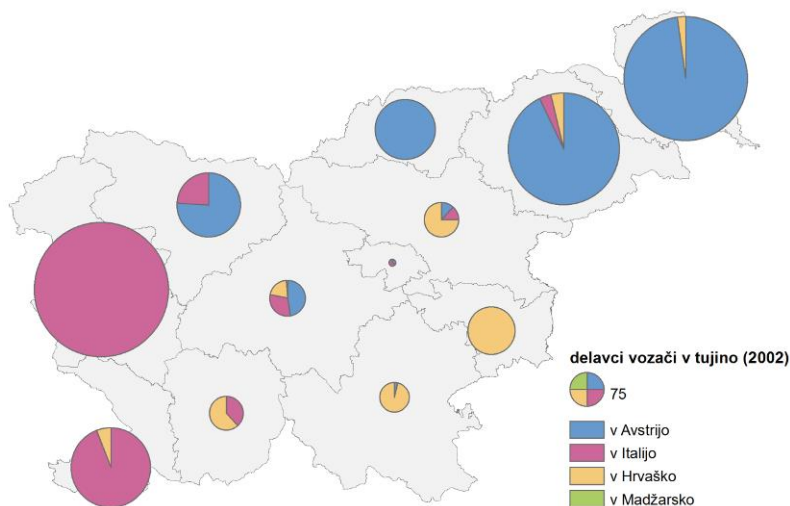 delavci vozači v tujino (2002)
75
v Avstrijo
v Italijo
v Hrvaško
v Madžarsko